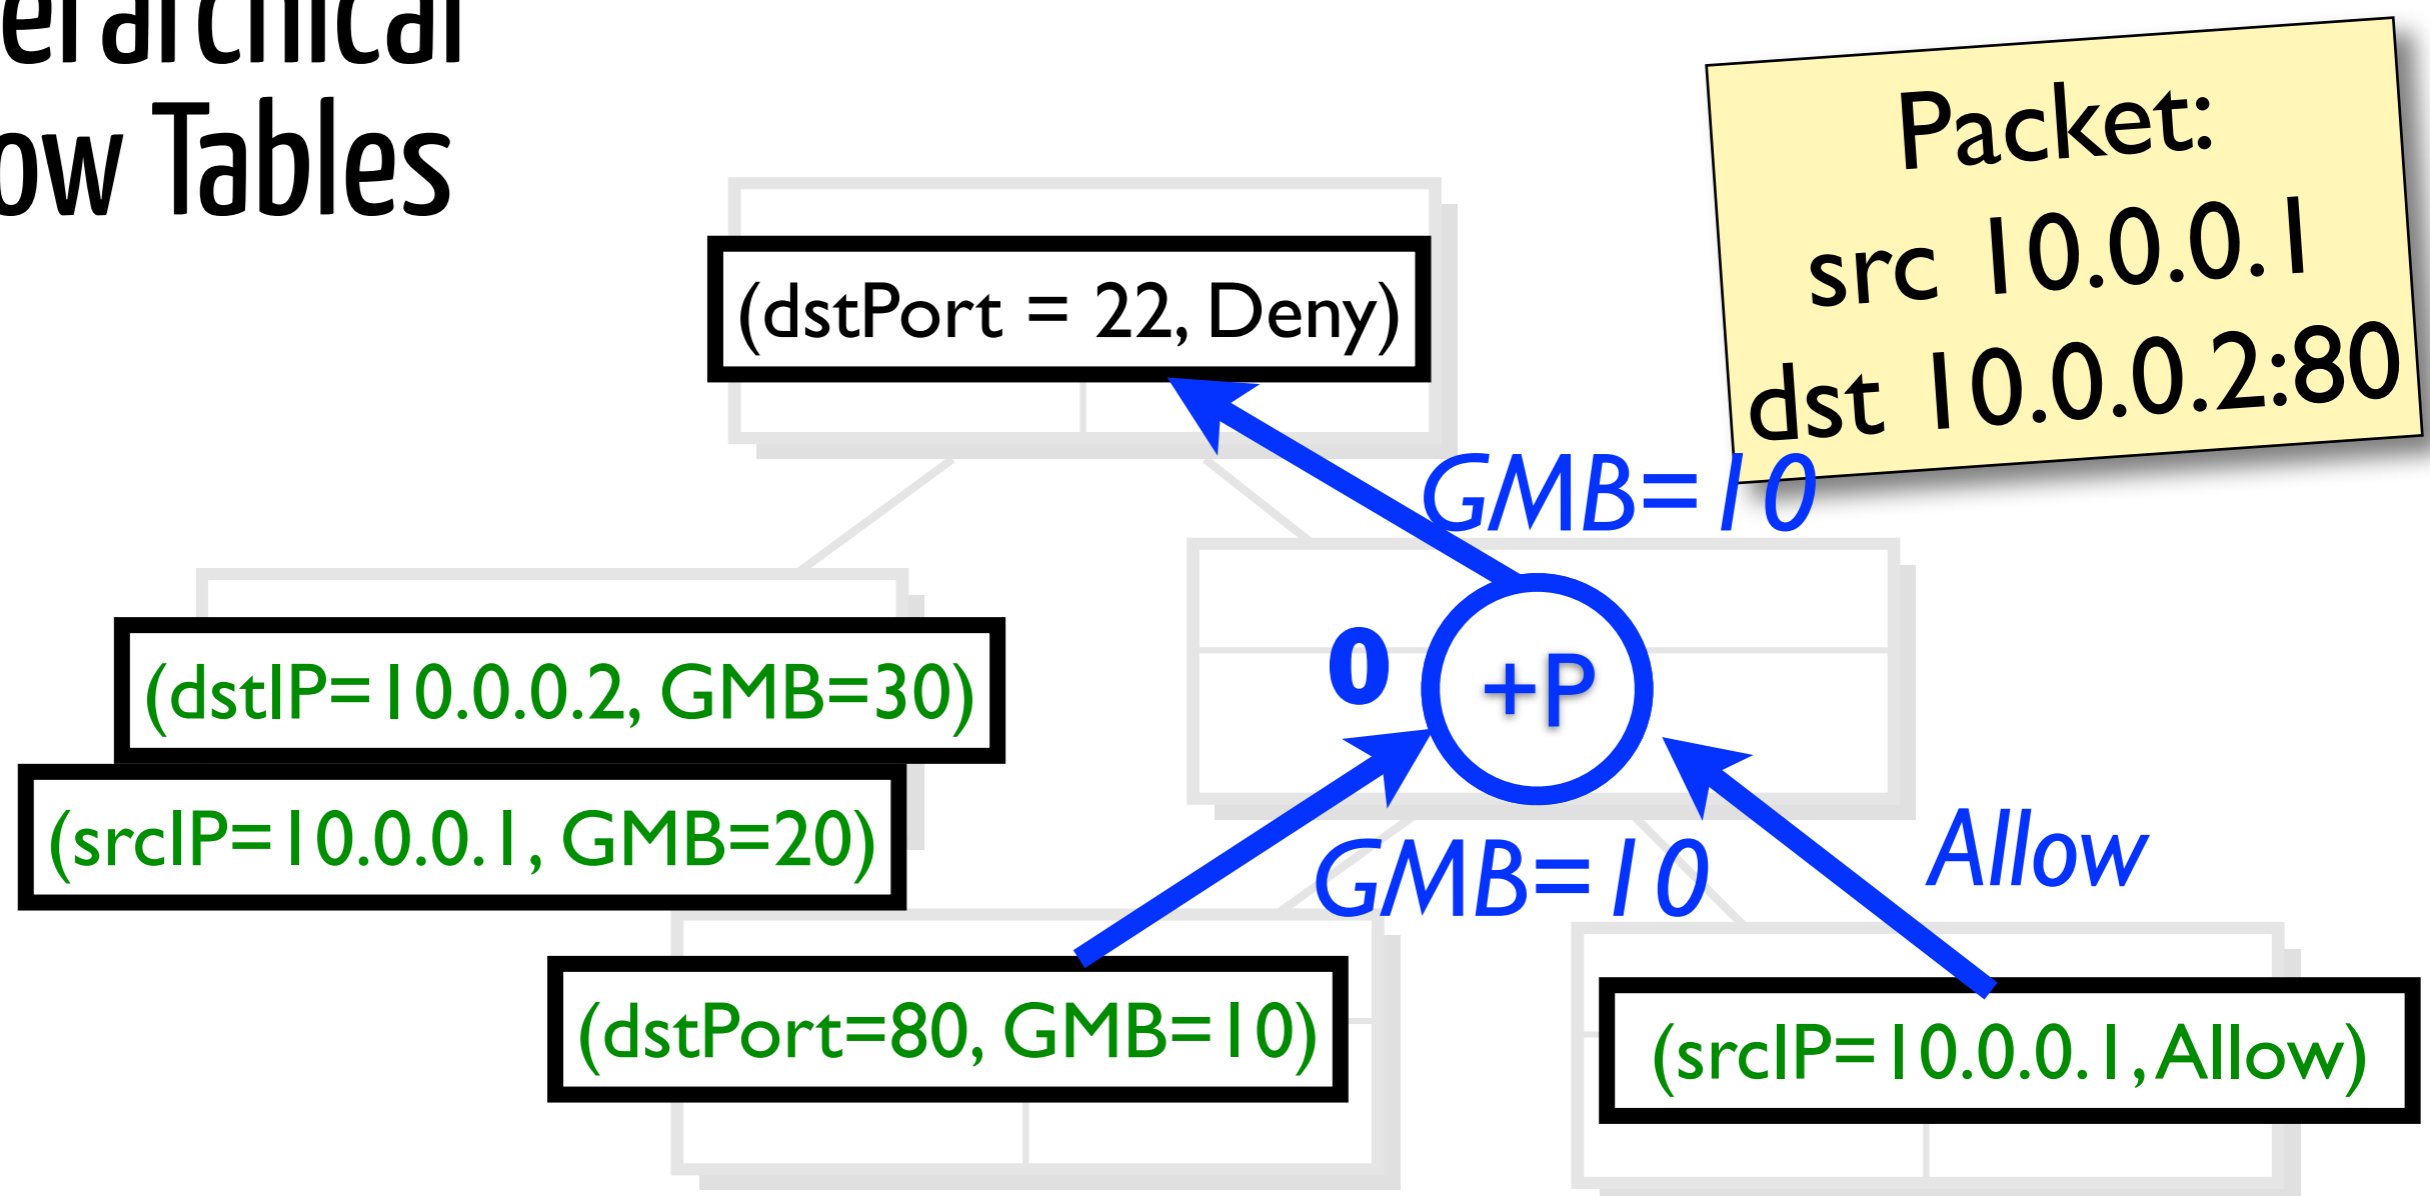 erarchical
ow Tables
Packet:
src 10.0.0.1
dst 10.0.0.2:80
(dstPort = 22, Deny)
GMB=10
(dstIP=10.0.0.2, GMB=30)
0
+P
(srcIP=10.0.0.1, GMB=20)
GMB=10
Allow
(dstPort=80, GMB=10)
(srcIP=10.0.0.1, Allow)